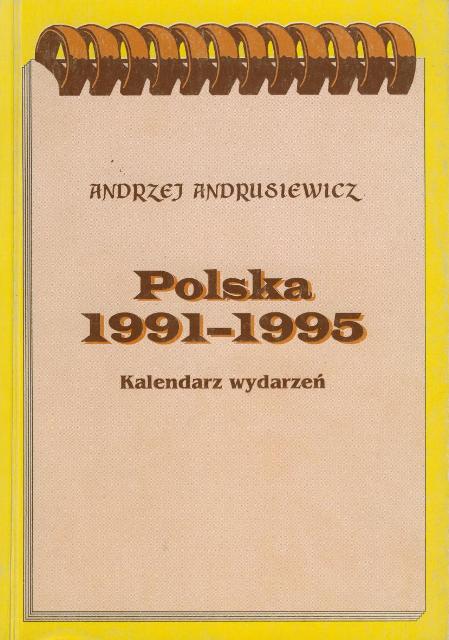 ANDRZEJ ANDRUSIEWICZ
Polska
1991–1995
Kalendarz wydarzeń